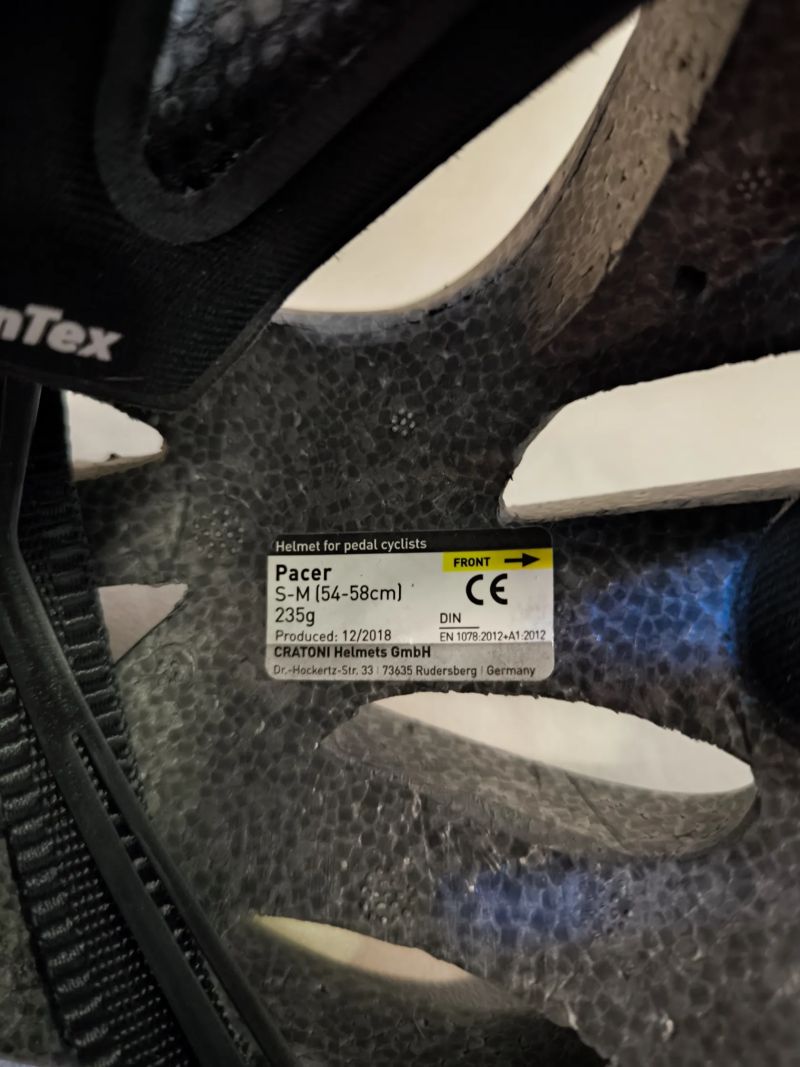 nTex
Helmet for pedal cyclists
FRONT
Pacer
S-M (54-58cm)
CE
235g
DIN
Produced: 12/2018
EN 1078:2012+A1:2012
CRATONI Helmets GmbH
Dr.-Hockertz-Str. 33 | 73635 Rudersberg | Germany